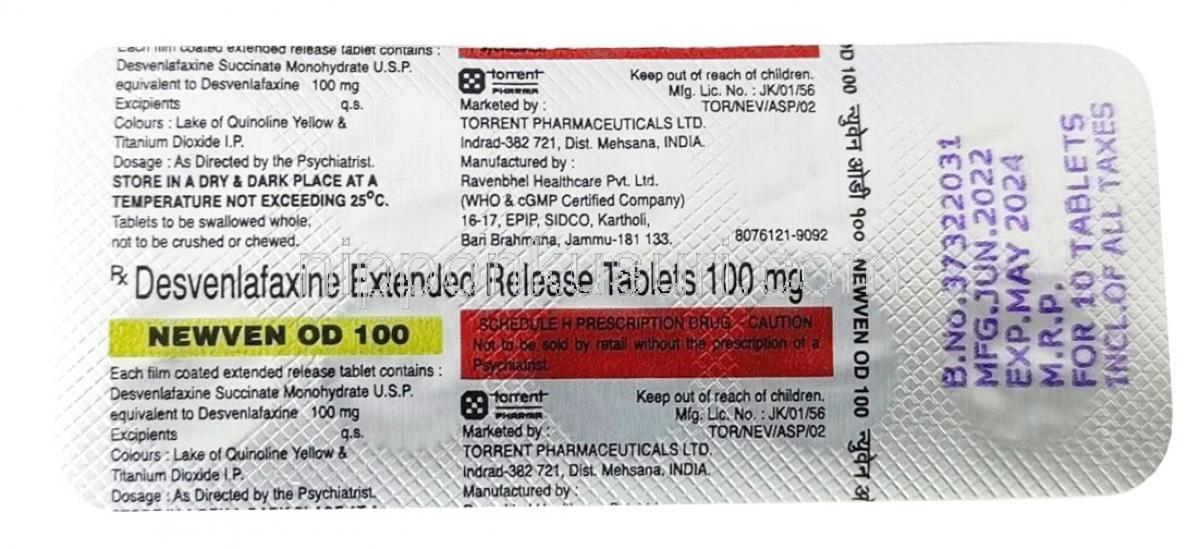 Each film coated extended release tablet contains :
Desvenlafaxine Succinate Monohydrate U.S.P.
equivalent to Desvenlafaxine 100 mg
Excipients q.s.
Colours : Lake of Quinoline Yellow &
Titanium Dioxide I.P.
Dosage : As Directed by the Psychiatrist.
STORE IN A DRY & DARK PLACE AT A
TEMPERATURE NOT EXCEEDING 25°C.
Tablets to be swallowed whole,
not to be crushed or chewed.
torrent
PHARMA
Keep out of reach of children.
Mfg. Lic. No. : JK/01/56
TOR/NEV/ASP/02
Marketed by :
TORRENT PHARMACEUTICALS LTD.
Indrad-382 721, Dist. Mehsana, INDIA.
Manufactured by :
Ravenbhel Healthcare Pvt. Ltd.
(WHO & cGMP Certified Company)
16-17, EPIP, SIDCO, Kartholi,
Bari Brahmana, Jammu-181 133.
8076121-9092
nipponkusuri.com
Rx Desvenlafaxine Extended Release Tablets 100 mg
NEWVEN OD 100
SCHEDULE H PRESCRIPTION DRUG - CAUTION
Not to be sold by retail without the prescription of a
Psychiatrist.
Each film coated extended release tablet contains :
Desvenlafaxine Succinate Monohydrate U.S.P.
equivalent to Desvenlafaxine 100 mg
Excipients q.s.
Colours : Lake of Quinoline Yellow &
Titanium Dioxide I.P.
Dosage : As Directed by the Psychiatrist.
torrent
PHARMA
Keep out of reach of children.
Mfg. Lic. No. : JK/01/56
TOR/NEV/ASP/02
Marketed by :
TORRENT PHARMACEUTICALS LTD.
Indrad-382 721, Dist. Mehsana, INDIA.
Manufactured by :
OD 100 न्युवेन ओडी १०० NEWVEN OD 100 न्युवेन
B.No.37322031
MFG.JUN.2022
EXP.MAY 2024
M.R.P.
FOR 10 TABLETS
INCL.OF ALL TAXES